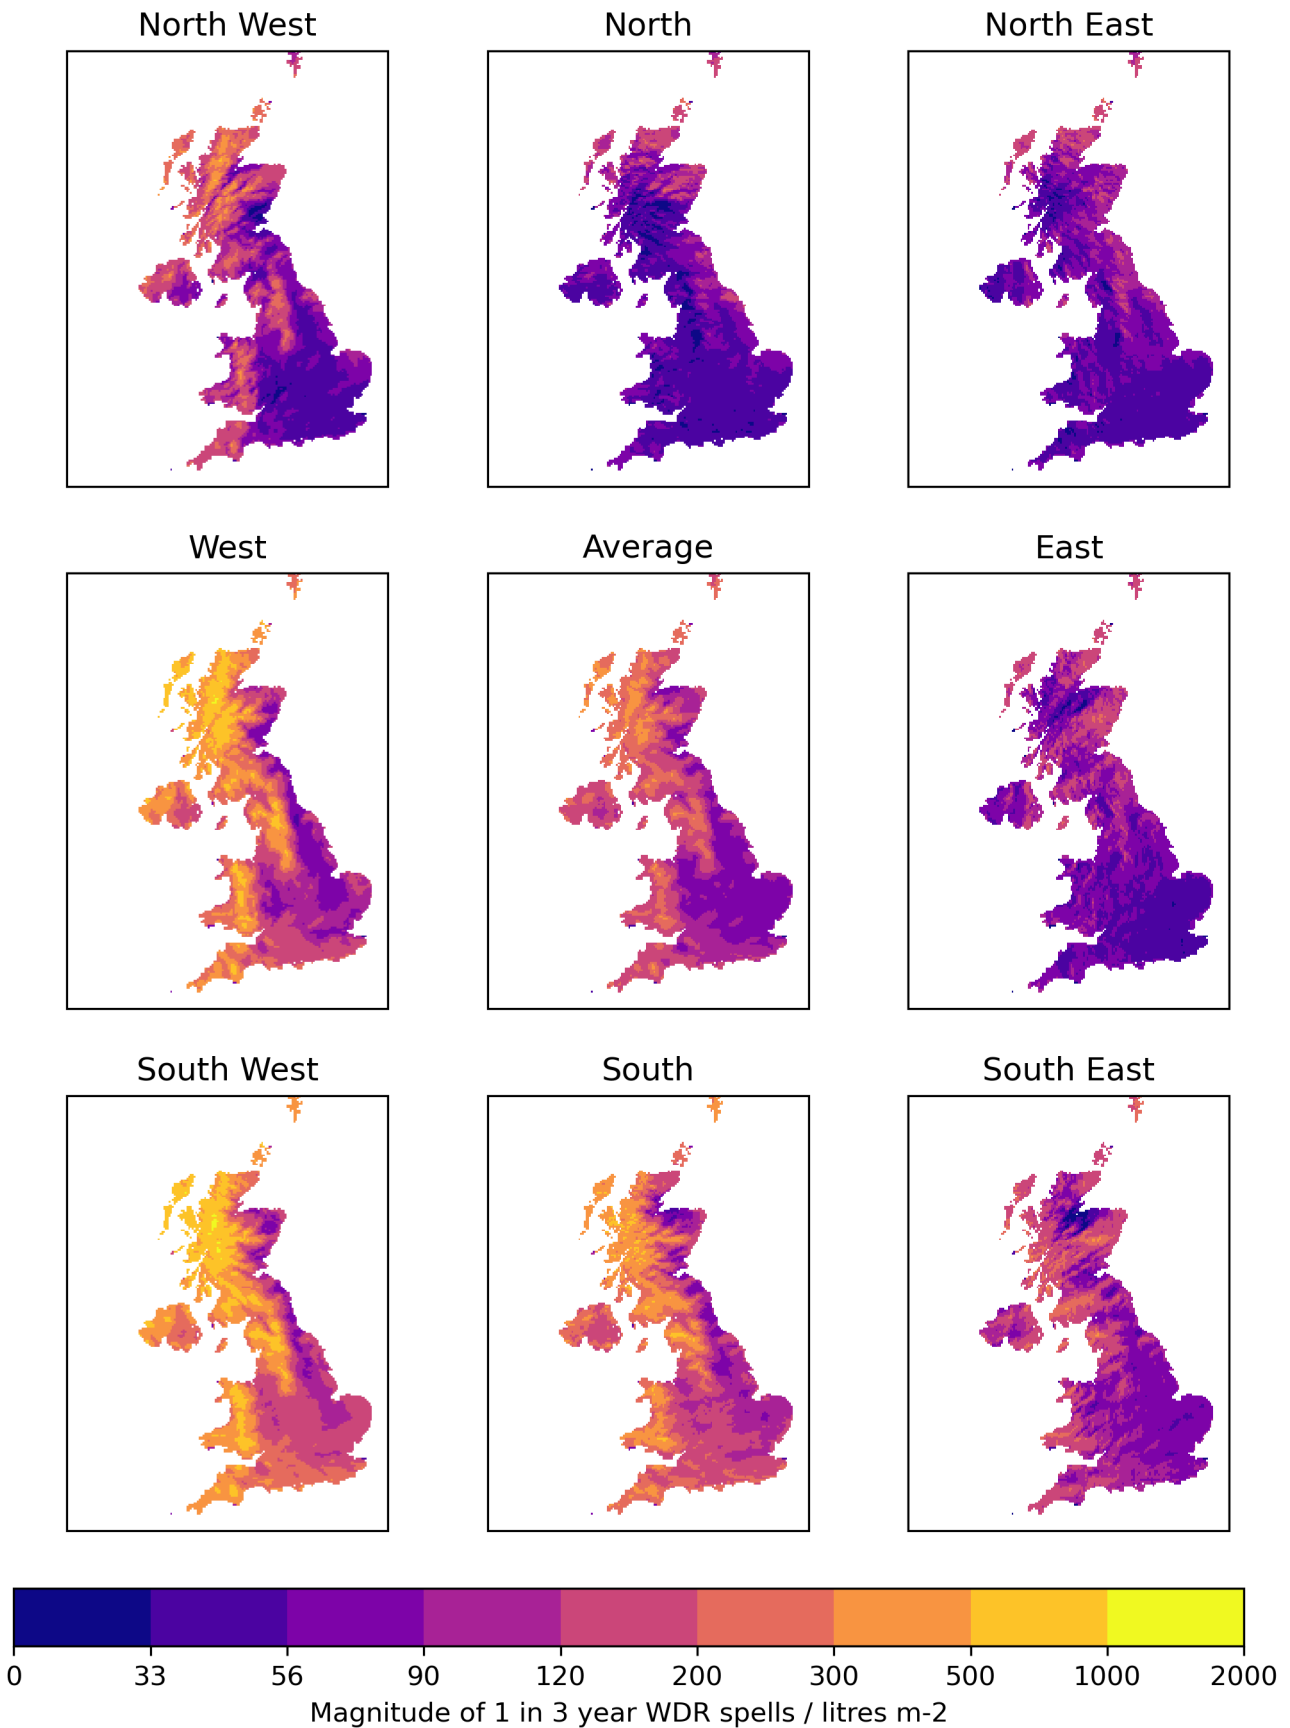 North West
North
North East
West
Average
East
South West
South
South East
0 33 56 90 120 200 300 500 1000 2000
Magnitude of 1 in 3 year WDR spells / litres m-2